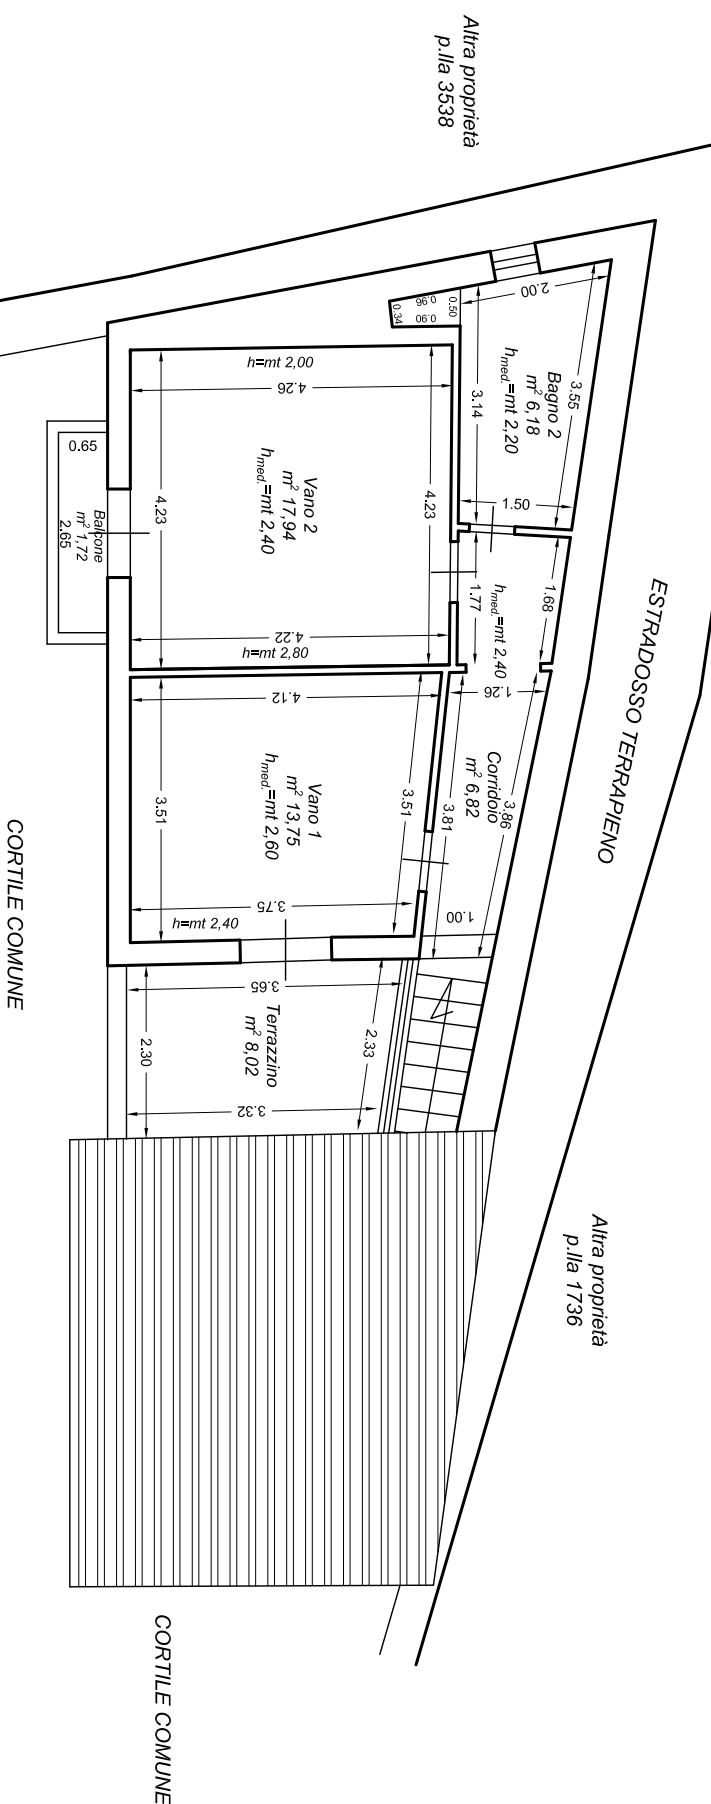 Altra proprietà
p.lla 3538
0.96
0.90
0.34
0.50
2.00
Bagno 2
m² 6,18
hmed.=mt 2,20
3.55
3.14
1.50
h=mt 2,00
4.26
Vano 2
m² 17,94
hmed.=mt 2,40
4.23
4.23
4.22
h=mt 2,80
0.65
Balcone
m² 1,72
2.65
hmed.=mt 2,40
1.77
1.68
1.26
Corridoio
m² 6,82
3.86
3.81
1.00
4.12
Vano 1
m² 13,75
hmed.=mt 2,60
3.51
3.51
3.75
h=mt 2,40
3.65
Terrazzino
m² 8,02
2.30
2.33
3.32
ESTRADOSSO TERRAPIENO
CORTILE COMUNE
Altra proprietà
p.lla 1736
CORTILE COMUNE